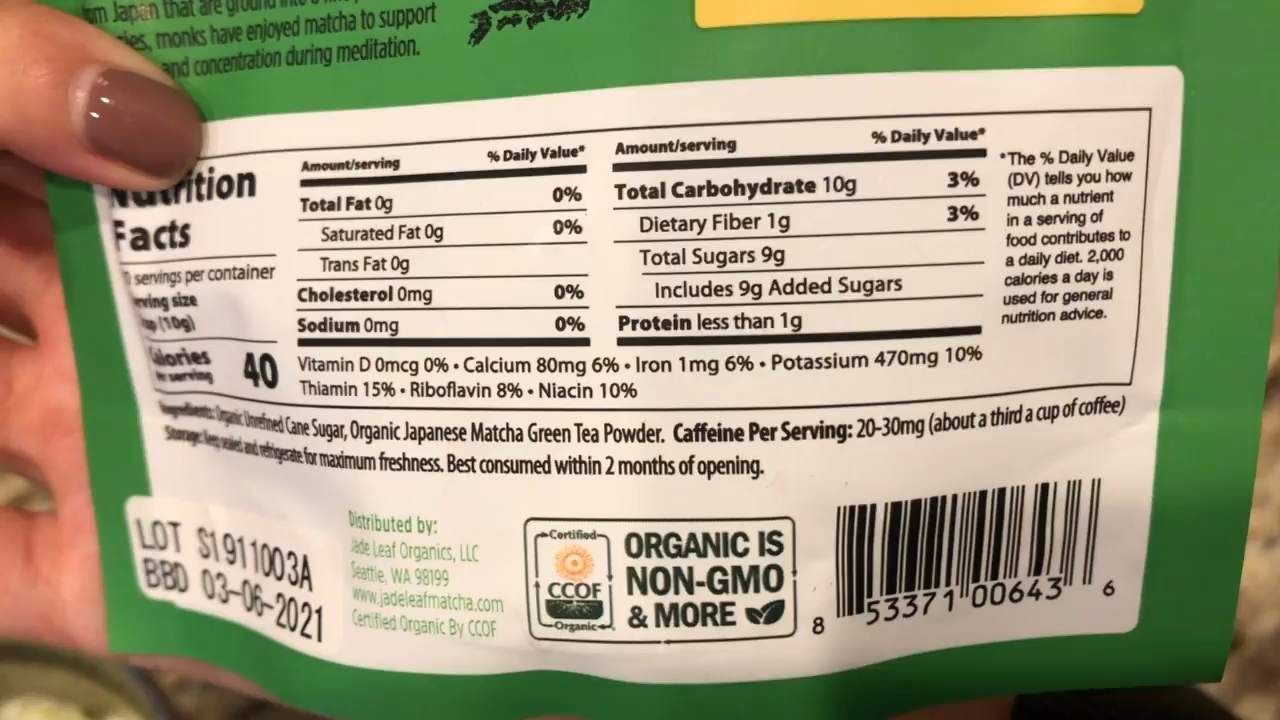 Japan that are ground into a
monks have enjoyed matcha to support
and concentration during meditation.
Nutrition
Facts
servings per container
serving size
(10g)
Calories
Per serving
40
Amount/serving % Daily Value*
Total Fat 0g 0%
Saturated Fat 0g 0%
Trans Fat 0g
Cholesterol 0mg 0%
Sodium 0mg 0%
Amount/serving % Daily Value*
Total Carbohydrate 10g 3%
Dietary Fiber 1g 3%
Total Sugars 9g
Includes 9g Added Sugars
Protein less than 1g
*The % Daily Value
(DV) tells you how
much a nutrient
in a serving of
food contributes to
a daily diet. 2,000
calories a day is
used for general
nutrition advice.
Vitamin D 0mcg 0% • Calcium 80mg 6% • Iron 1mg 6% • Potassium 470mg 10%
Thiamin 15% • Riboflavin 8% • Niacin 10%
Ingredients: Organic Unrefined Cane Sugar, Organic Japanese Matcha Green Tea Powder. Caffeine Per Serving: 20-30mg (about a third a cup of coffee)
Storage: Keep sealed and refrigerate for maximum freshness. Best consumed within 2 months of opening.
LOT S1911003A
BBD 03-06-2021
Distributed by:
Jade Leaf Organics, LLC
Seattle, WA 98199
www.jadeleafmatcha.com
Certified Organic By CCOF
Certified
CCOF
Organic
ORGANIC IS
NON-GMO
& MORE
8 53371 00643 6